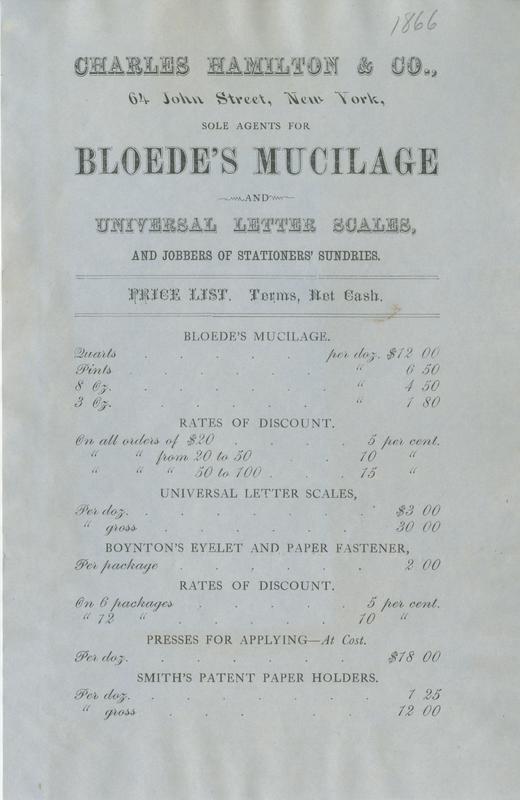 1866
CHARLES HAMILTON & CO.,
64 John Street, New York,
SOLE AGENTS FOR
BLOEDE'S MUCILAGE
AND
UNIVERSAL LETTER SCALES,
AND JOBBERS OF STATIONERS' SUNDRIES.
PRICE LIST. Terms, Net Cash.
BLOEDE'S MUCILAGE.
Quarts . . . . . per doz. $12 00
Pints . . . . . . " 6 50
8 Oz. . . . . . . " 4 50
3 Oz. . . . . . . " 1 80
RATES OF DISCOUNT.
On all orders of $20 . . . . 5 per cent.
" " from 20 to 50 . . 10 "
" " " 50 to 100 . . . 15 "
UNIVERSAL LETTER SCALES,
Per doz. . . . . . . . $3 00
" gross . . . . . . 30 00
BOYNTON'S EYELET AND PAPER FASTENER,
Per package . . . . . . 2 00
RATES OF DISCOUNT.
On 6 packages . . . . . 5 per cent.
" 12 " . . . . . 10 "
PRESSES FOR APPLYING—At Cost.
Per doz. . . . . . . $18 00
SMITH'S PATENT PAPER HOLDERS.
Per doz. . . . . . . . 1 25
" gross . . . . . . 12 00